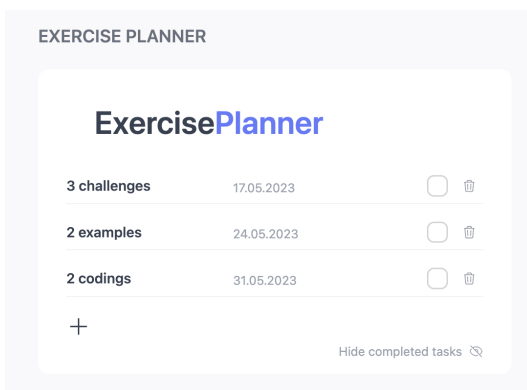 EXERCISE PLANNER
ExercisePlanner
3 challenges 17.05.2023
2 examples 24.05.2023
2 codings 31.05.2023
Hide completed tasks